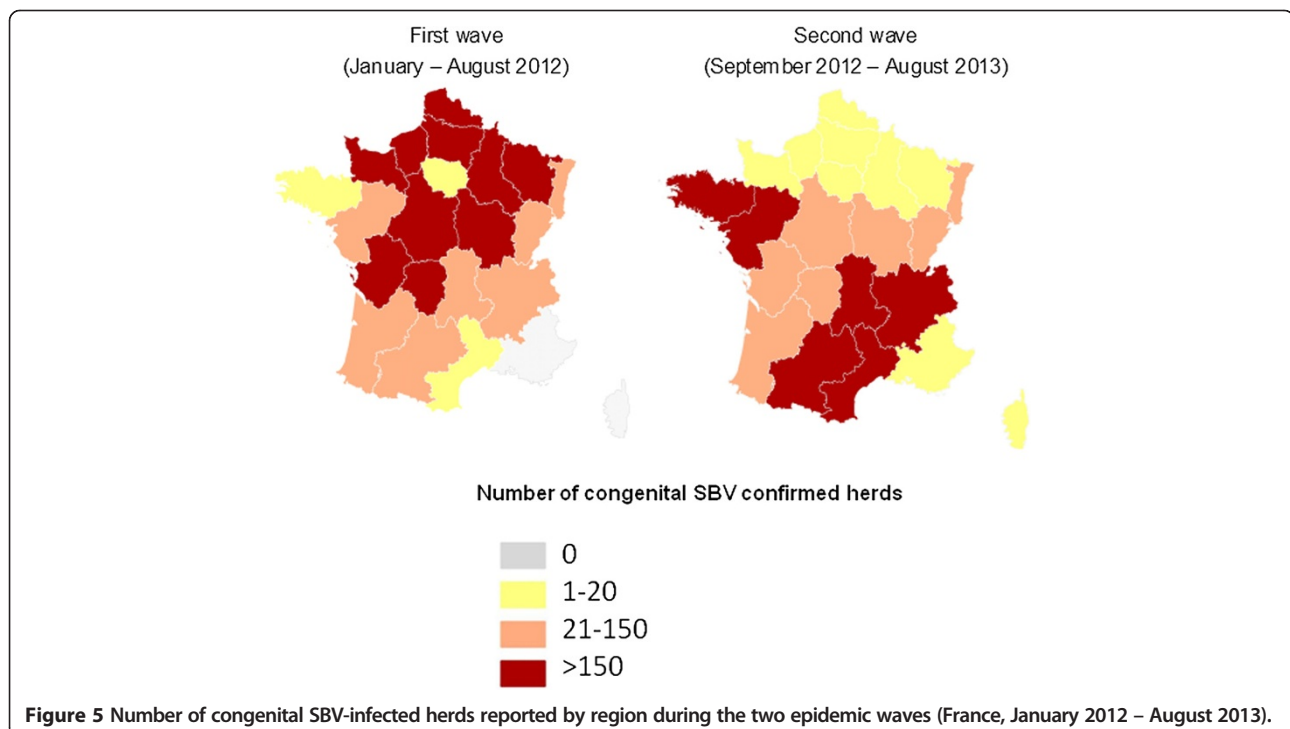 First wave
(January – August 2012)
Second wave
(September 2012 – August 2013)
Number of congenital SBV confirmed herds
0
1-20
21-150
>150
Figure 5 Number of congenital SBV-infected herds reported by region during the two epidemic waves (France, January 2012 – August 2013).